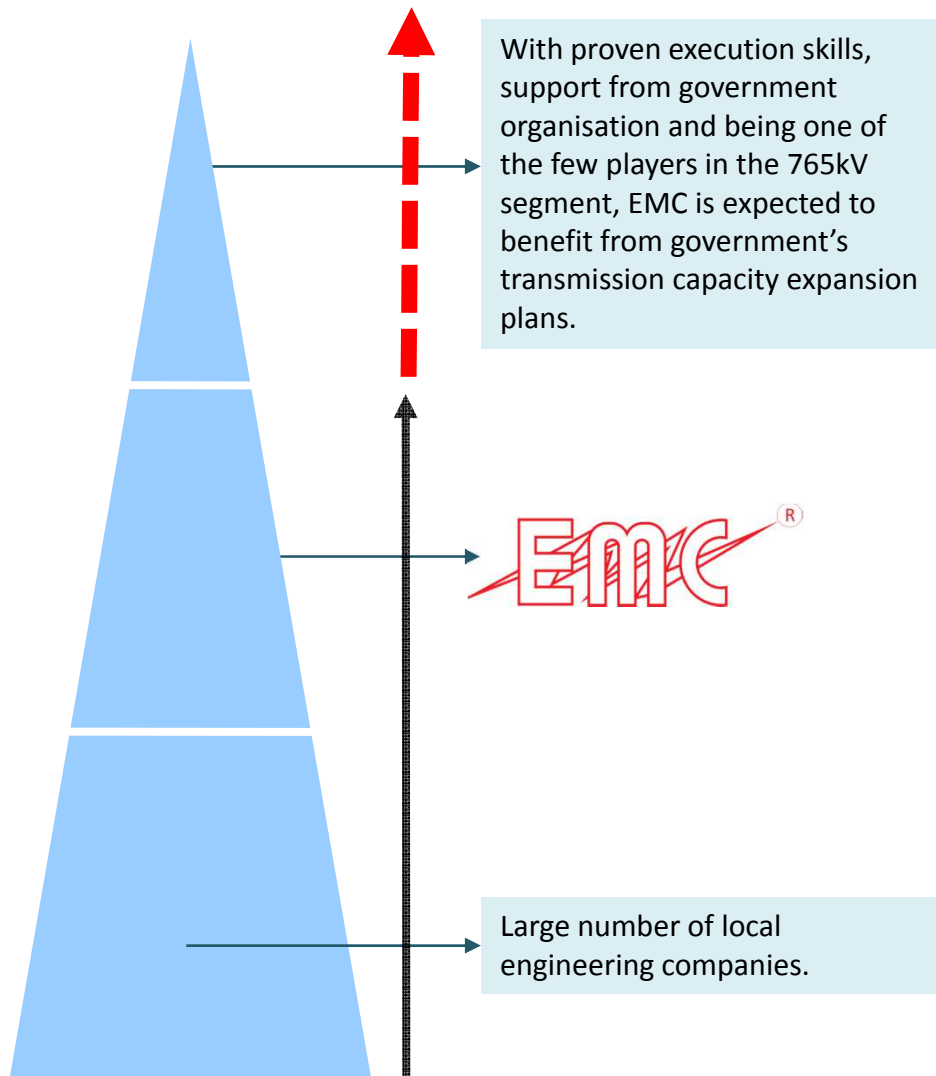 With proven execution skills,
support from government
organisation and being one of
the few players in the 765kV
segment, EMC is expected to
benefit from government’s
transmission capacity expansion
plans.
EMC ®
Large number of local
engineering companies.